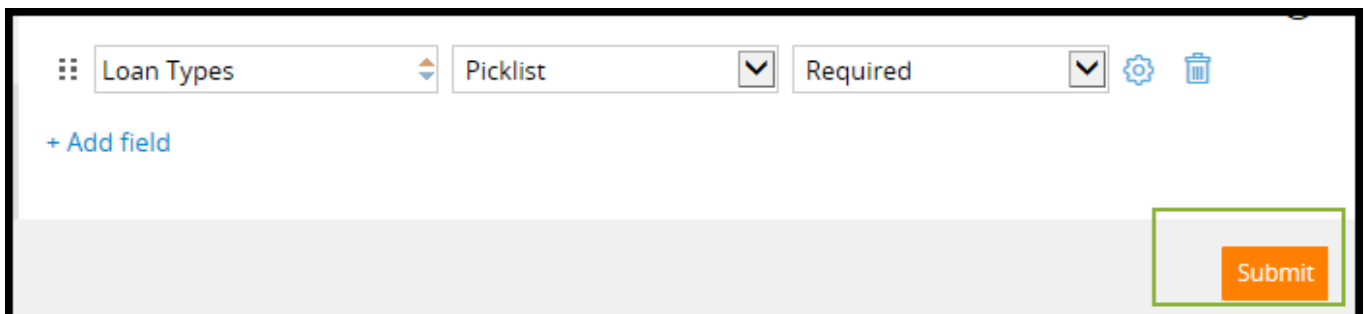 Loan Types Picklist Required
+ Add field
Submit